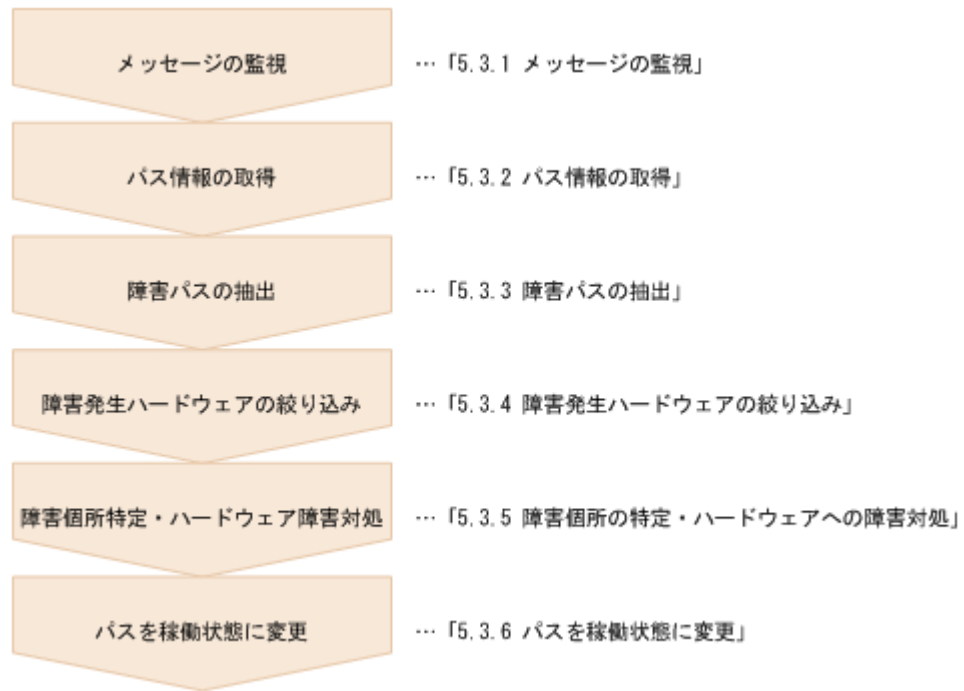 メッセージの監視 … 「5.3.1 メッセージの監視」
パス情報の取得 … 「5.3.2 パス情報の取得」
障害パスの抽出 … 「5.3.3 障害パスの抽出」
障害発生ハードウェアの絞り込み … 「5.3.4 障害発生ハードウェアの絞り込み」
障害個所特定・ハードウェア障害対処 … 「5.3.5 障害個所の特定・ハードウェアへの障害対処」
パスを稼働状態に変更 … 「5.3.6 パスを稼働状態に変更」